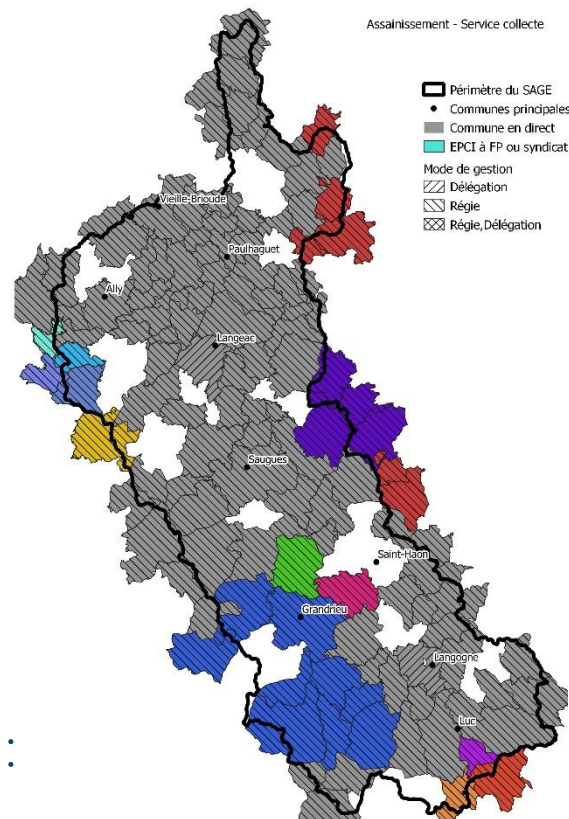 Assainissement - Service collecte
Périmètre du SAGE
Communes principales
Commune en direct
EPCI à FP ou syndicat
Mode de gestion
Délégation
Régie
Régie,Délégation
Vieille-Brioude
Paulhaguet
Ally
Langeac
Saugues
Saint-Haon
Grandrieu
Langogne
Luc
:
: